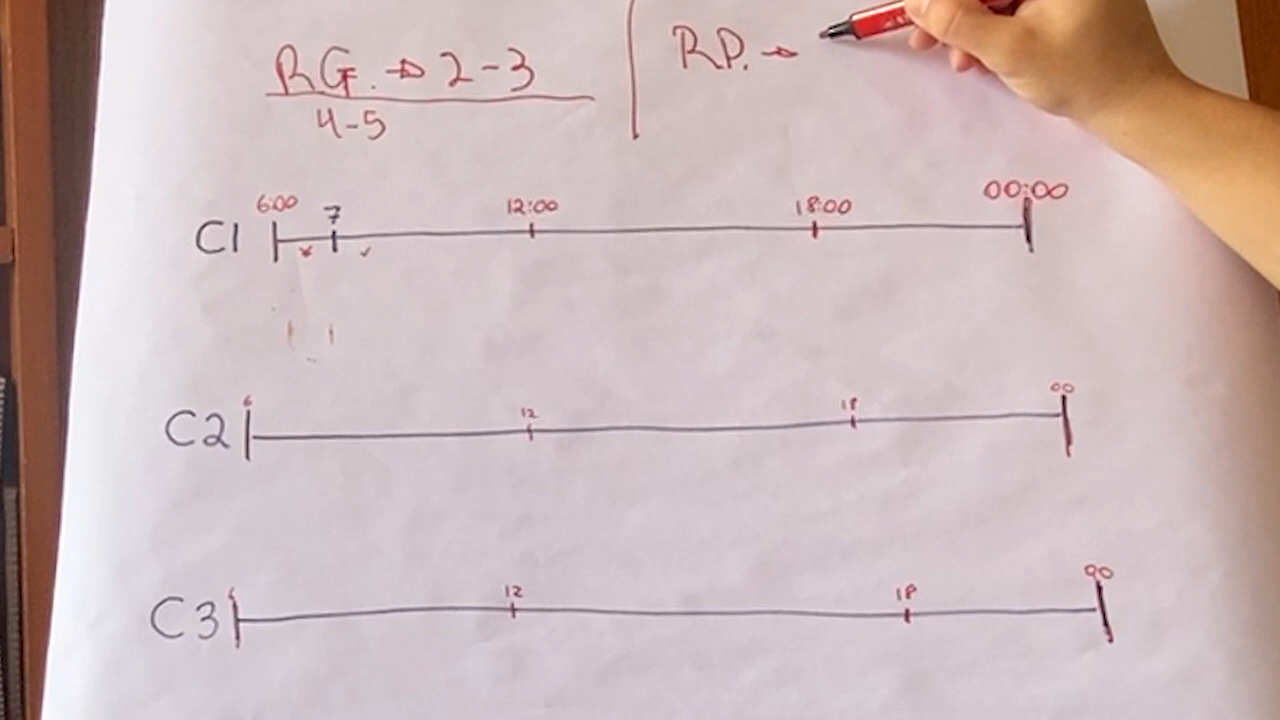 RG. → 2-3
4-5
RP. →
6:00 7 12:00 18:00 00:00
C1
6 12 18 00
C2
6 12 18 00
C3